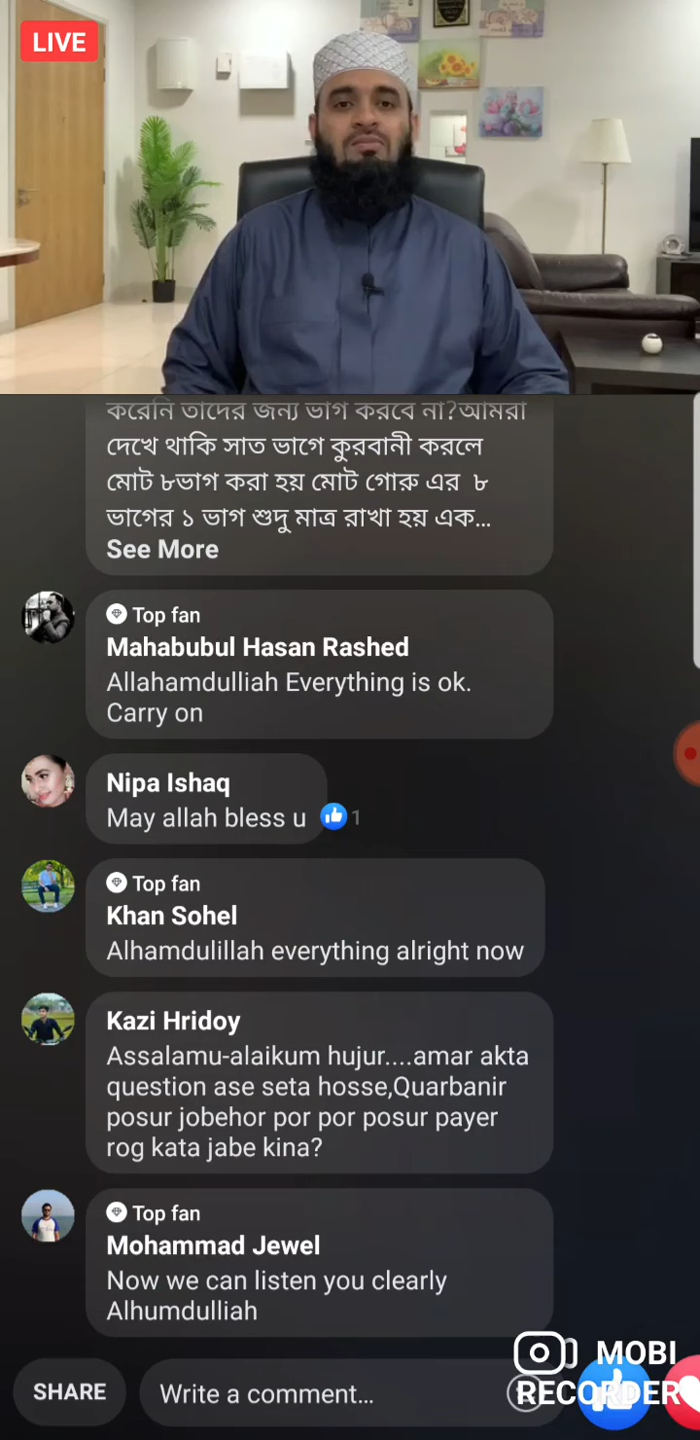 LIVE
করেনি তাদের জন্য ভাগ করবে না?আমরা
দেখে থাকি সাত ভাগে কুরবানী করলে
মোট ৮ভাগ করা হয় মোট গোরু এর ৮
ভাগের ১ ভাগ শুদু মাত্র রাখা হয় এক...
See More
Top fan
Mahabubul Hasan Rashed
Allahamdulliah Everything is ok.
Carry on
Nipa Ishaq
May allah bless u 1
Top fan
Khan Sohel
Alhamdulillah everything alright now
Kazi Hridoy
Assalamu-alaikum hujur....amar akta
question ase seta hosse,Quarbanir
posur jobehor por por posur payer
rog kata jabe kina?
Top fan
Mohammad Jewel
Now we can listen you clearly
Alhumdulliah
MOBI
RECORDER
SHARE
Write a comment...